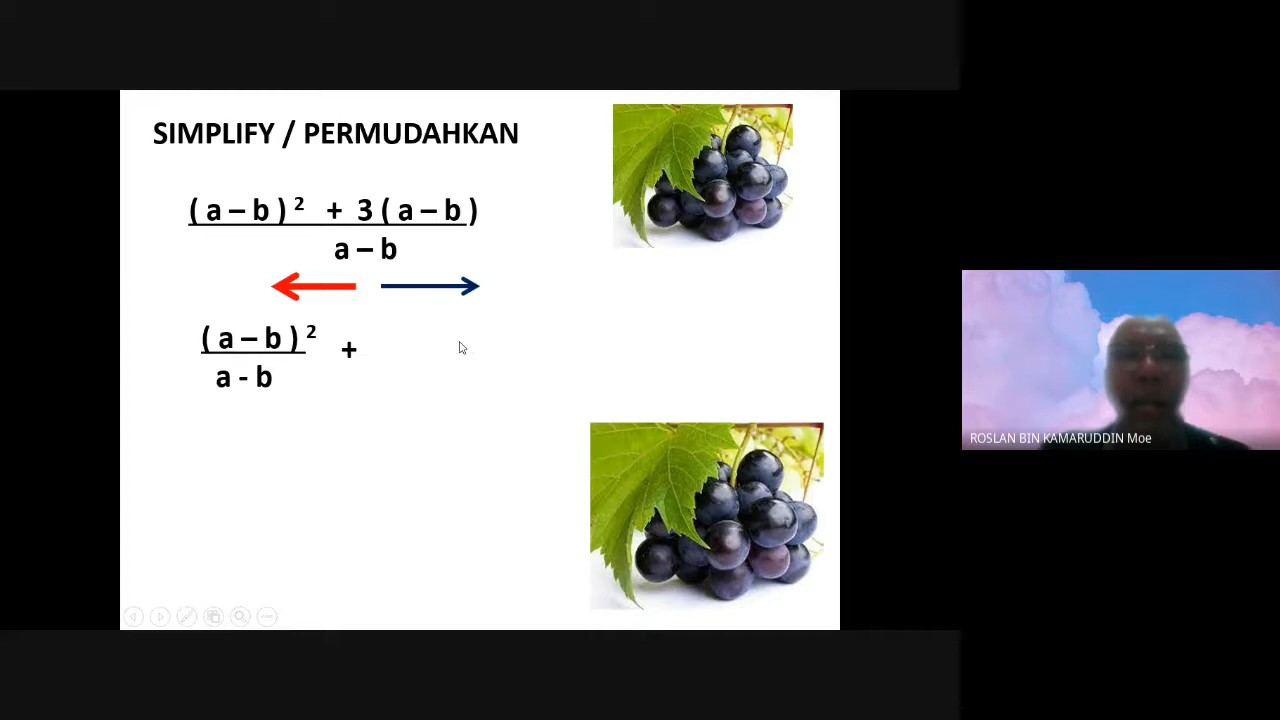 SIMPLIFY / PERMUDAHKAN
( a – b ) ² + 3 ( a – b )
a – b
( a – b ) ² +
a - b
ROSLAN BIN KAMARUDDIN Moe